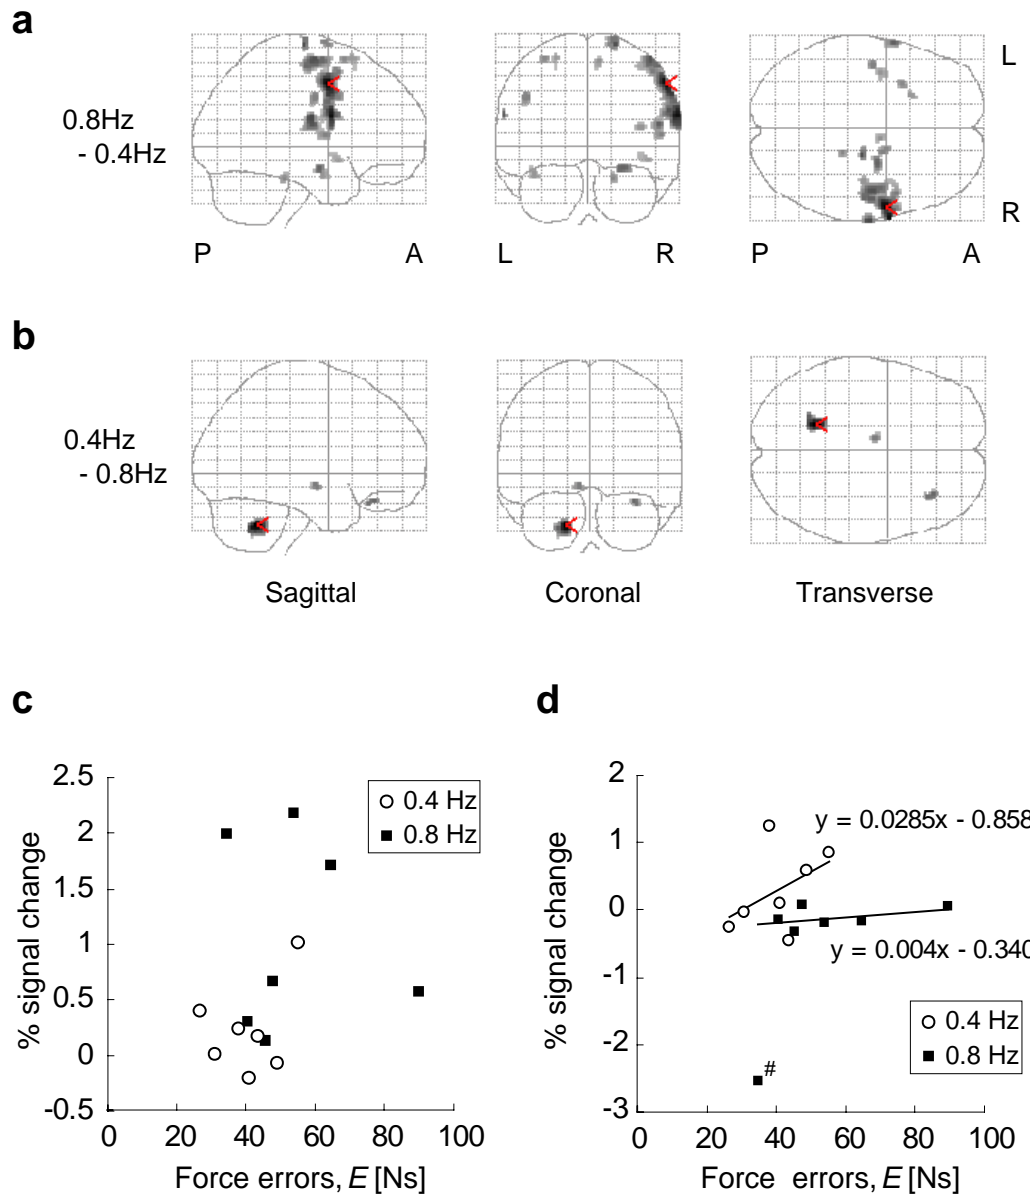 a
0.8Hz
- 0.4Hz
L
R
P A
L R
P A
b
0.4Hz
- 0.8Hz
Sagittal Coronal Transverse
c
% signal change
2.5
2
1.5
1
0.5
0
-0.5
0 20 40 60 80 100
Force errors, E [Ns]
0.4 Hz
0.8 Hz
d
% signal change
2
1
0
-1
-2
-3
0 20 40 60 80 100
Force errors, E [Ns]
y = 0.0285x - 0.858
y = 0.004x - 0.340
0.4 Hz
0.8 Hz
#